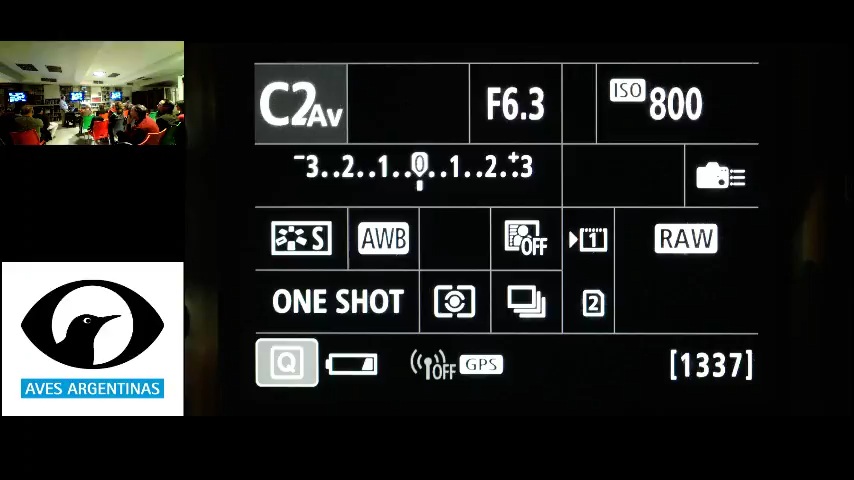 C2Av F6.3 ISO 800
-3..2..1..0..1..2..+3
S AWB OFF 1 RAW
ONE SHOT 2
Q OFF GPS [1337]
AVES ARGENTINAS